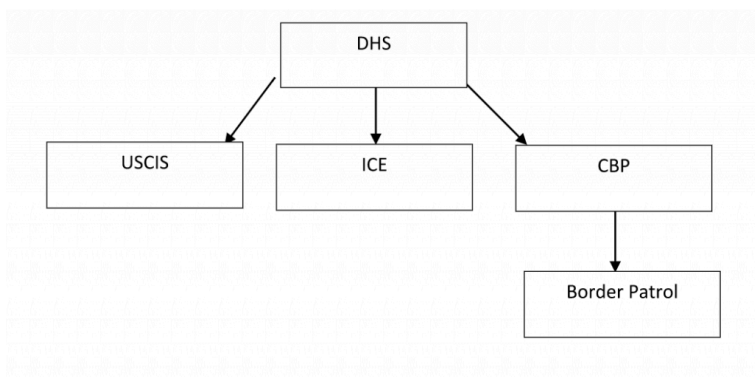 DHS
USCIS
ICE
CBP
Border Patrol